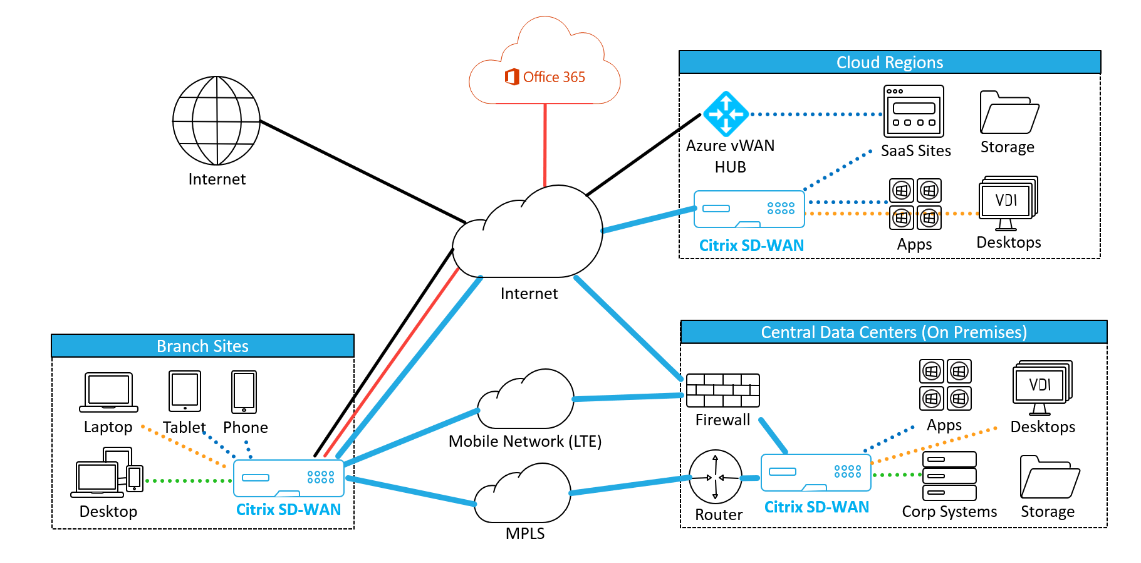 Office 365
Cloud Regions
Internet
Azure vWAN
HUB
SaaS Sites
Storage
VDI
Citrix SD-WAN
Apps
Desktops
Internet
Branch Sites
Central Data Centers (On Premises)
VDI
Laptop
Tablet
Phone
Mobile Network (LTE)
Firewall
Apps
Desktops
Desktop
Citrix SD-WAN
MPLS
Router
Citrix SD-WAN
Corp Systems
Storage